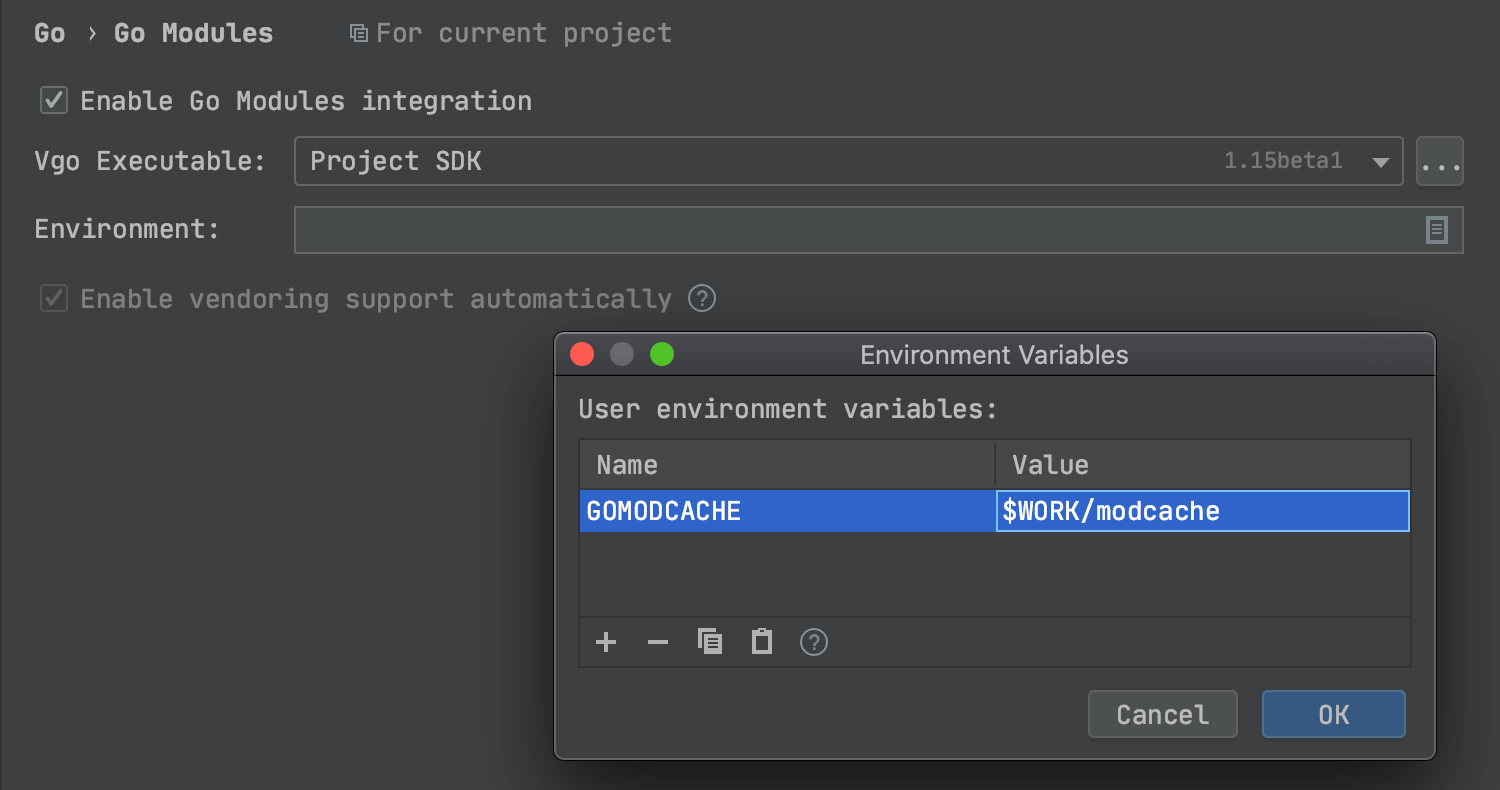 Go › Go Modules For current project
Enable Go Modules integration
Vgo Executable: Project SDK 1.15beta1 ...
Environment:
Enable vendoring support automatically ?
Environment Variables
User environment variables:
Name Value
GOMODCACHE $WORK/modcache
?
Cancel OK